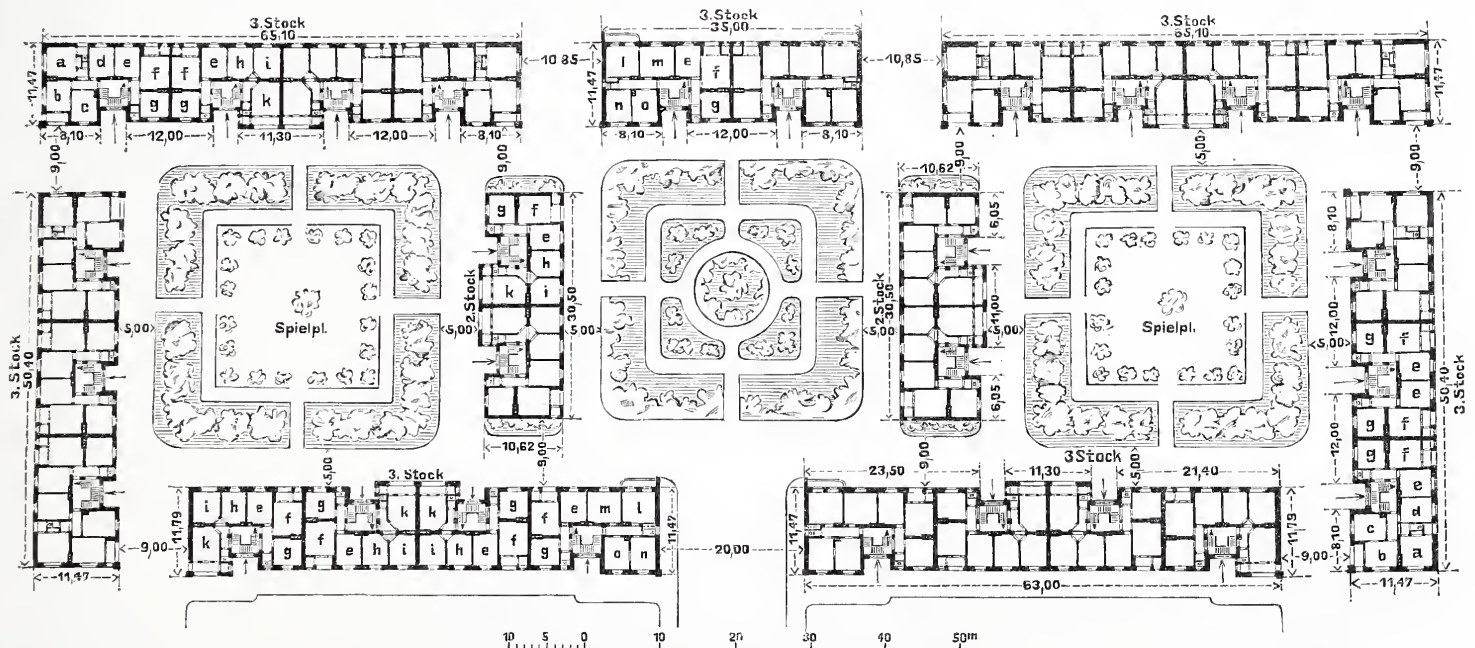 3.Stock
65,10
3.Stock
35,00
3.Stock
65,10
11,47
a d e f f e h i
b c g g k
8,10 12,00 11,30 12,00 8,10
10,85
11,47
l m e f
n o g
8,10 12,00 8,10
10,85
11,47
9,00
9,00
9,00
5,00
9,00
3.Stock
50,40
11,47
5,00
Spielpl.
5,00
g f
e
h
k i
2.Stock
30,50
10,62
9,00
5,00
10,62
2.Stock
30,50
5,00
6,05
11,00
6,05
5,00
9,00
Spielpl.
5,00
5,00
8,10
12,00
12,00
8,10
g f
e
e
g f
g f
e
d
c
b a
50,40
3.Stock
11,47
5,00
3.Stock
9,00
11,79
i h e f g k k g f e m l
k g f e h i i h e f g o n
11,47
20,00
3.Stock
23,50 11,30 21,40
11,47
11,79
63,00
9,00
10 5 0 10 20 30 40 50m